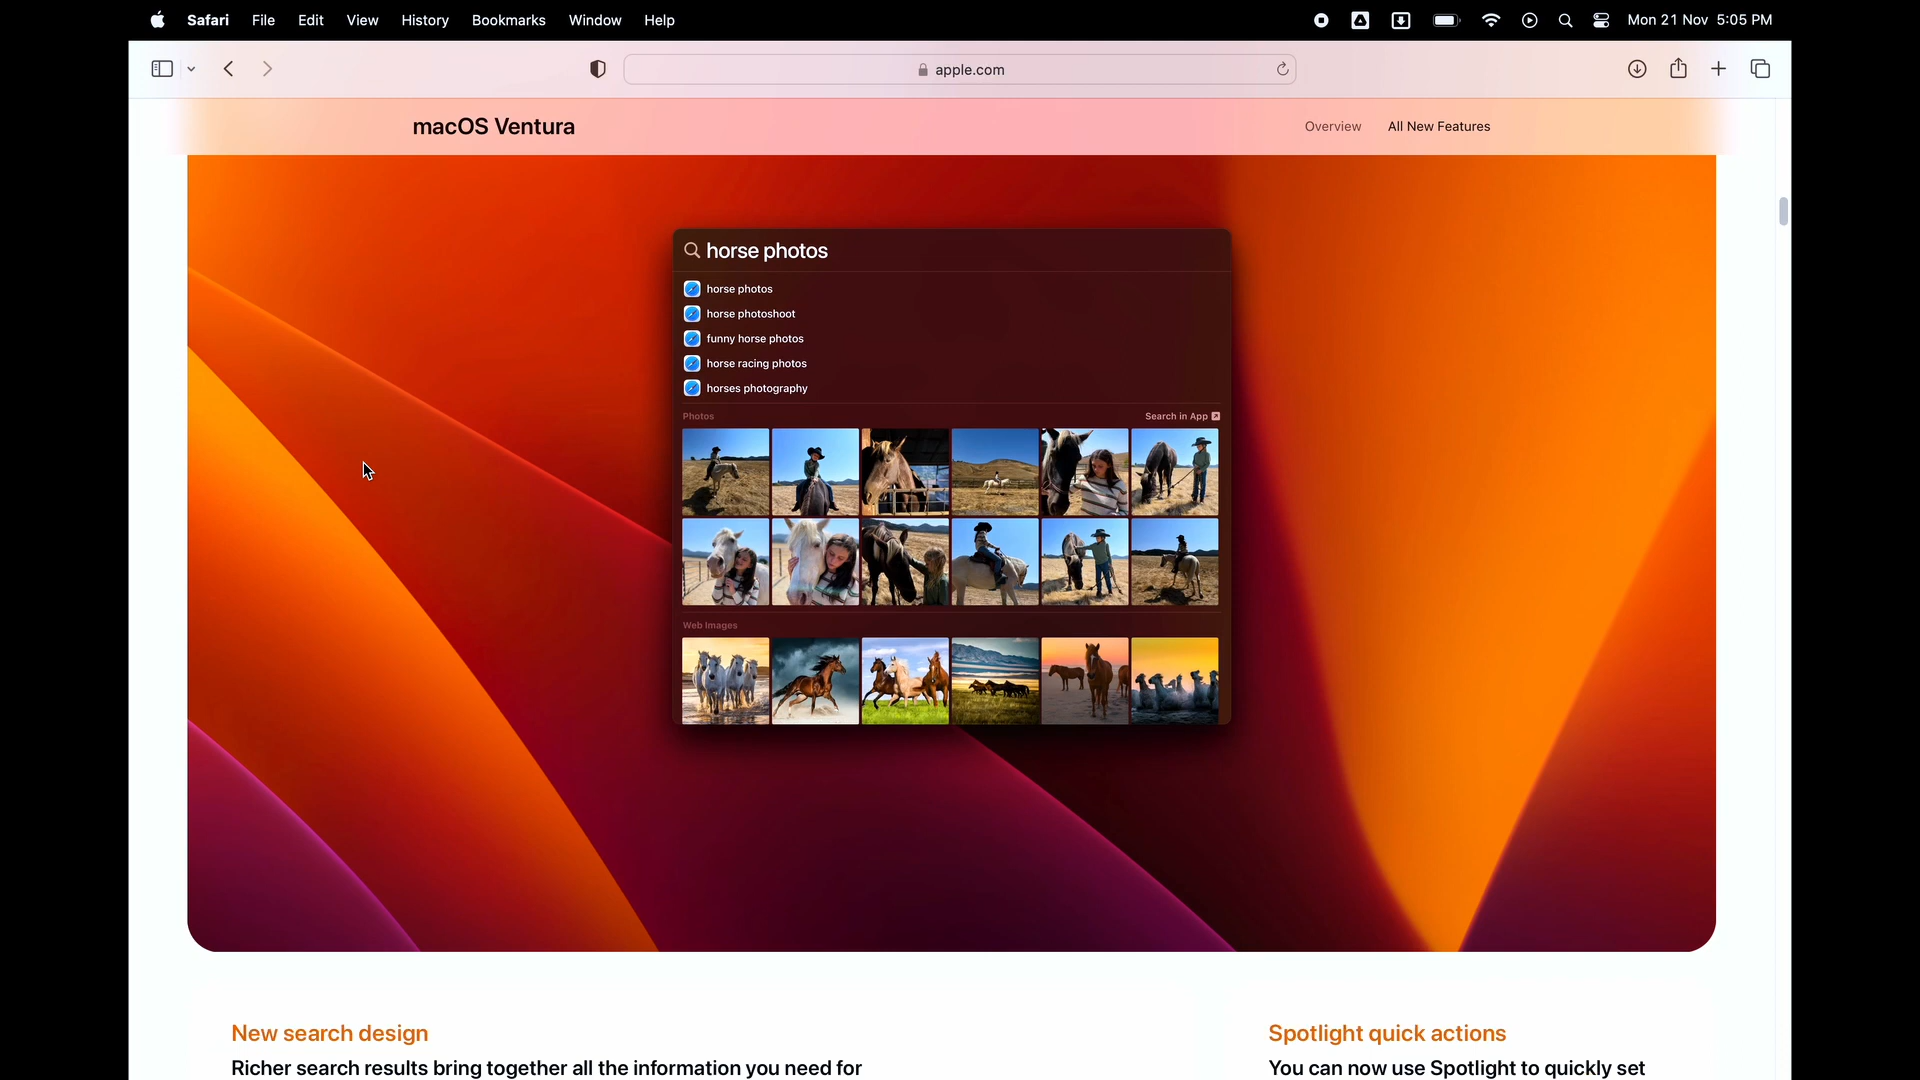 Safari File Edit View History Bookmarks Window Help Mon 21 Nov 5:05 PM
apple.com
macOS Ventura Overview All New Features
horse photos
horse photos
horse photoshoot
funny horse photos
horse racing photos
horses photography
Photos Search in App
Web Images
New search design
Richer search results bring together all the information you need for
Spotlight quick actions
You can now use Spotlight to quickly set